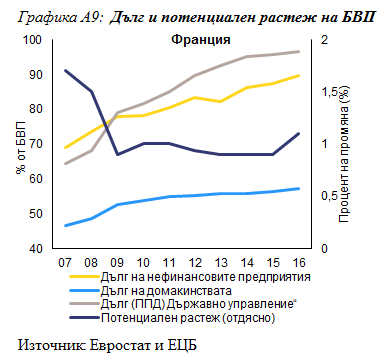 Графика А9: Дълг и потенциален растеж на БВП
Франция
% от БВП
Процент на промяна (%)
100
90
80
70
60
50
40
2
1,5
1
0,5
0
07 08 09 10 11 12 13 14 15 16
Дълг на нефинансовите предприятия
Дълг на домакинствата
Дълг (ППД) Държавно управление“
Потенциален растеж (отдясно)
Източник: Евростат и ЕЦБ